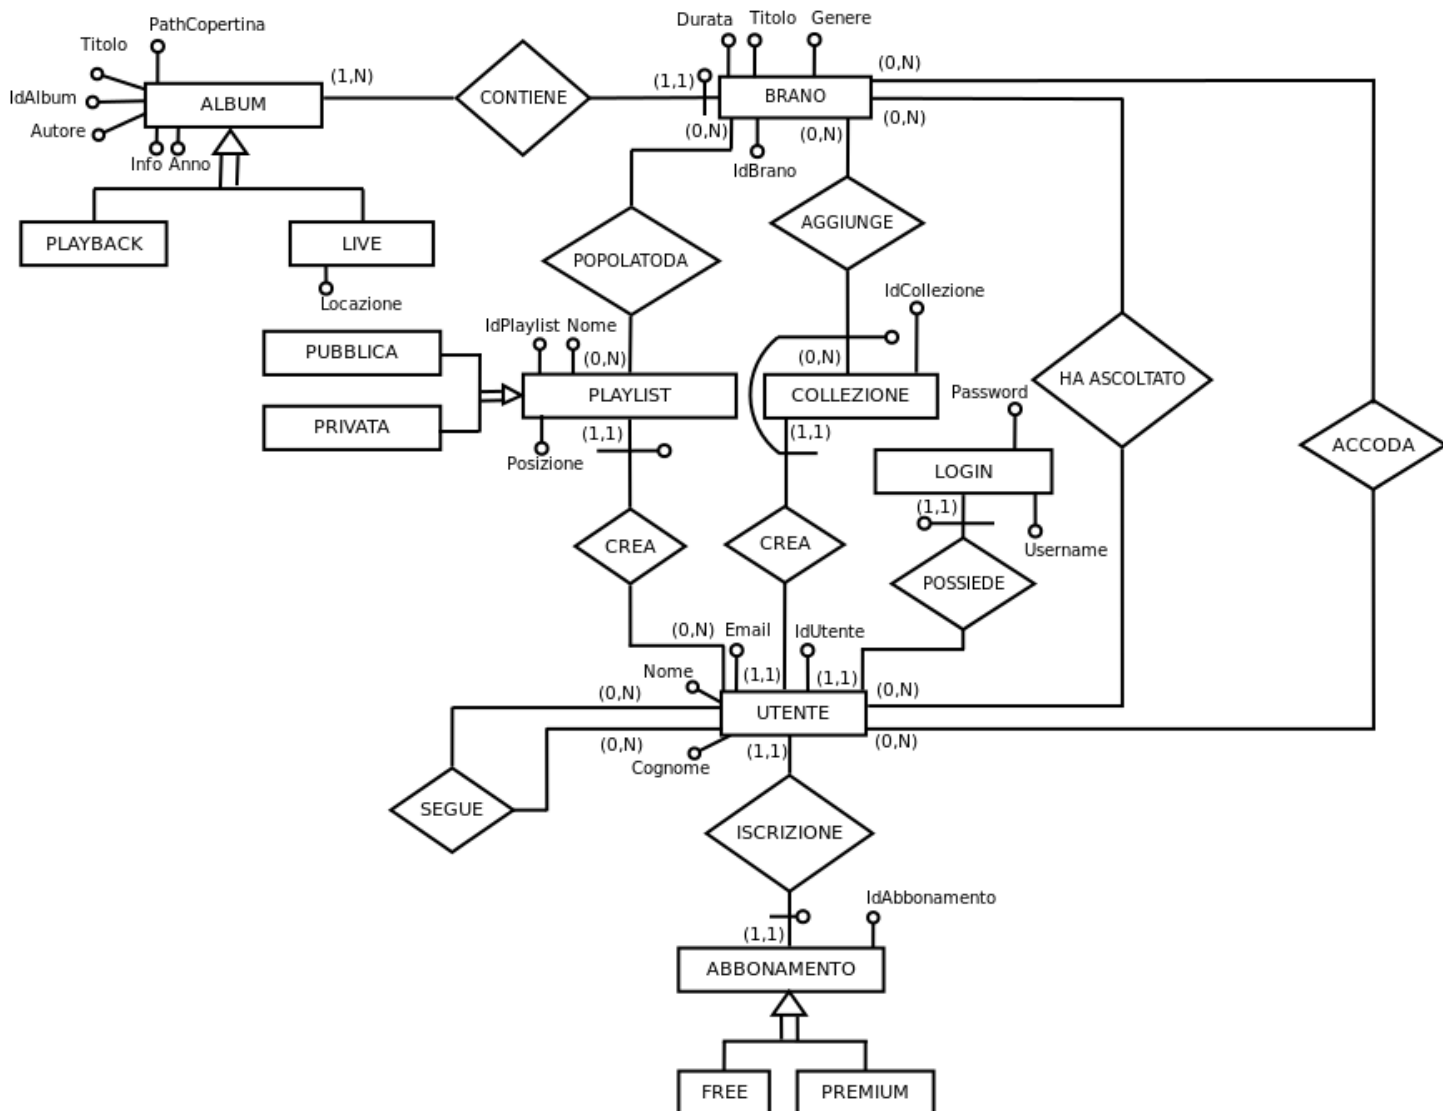 PathCopertina
Durata Titolo Genere
Titolo
(1,N)
(1,1)
(0,N)
IdAlbum
ALBUM
CONTIENE
BRANO
Autore
(0,N)
(0,N)
(0,N)
Info Anno
IdBrano
PLAYBACK
LIVE
AGGIUNGE
POPOLATODA
Locazione
IdCollezione
IdPlaylist Nome
PUBBLICA
(0,N)
(0,N)
HA ASCOLTATO
PLAYLIST
COLLEZIONE
Password
PRIVATA
(1,1)
(1,1)
ACCODA
Posizione
LOGIN
(1,1)
CREA
CREA
Username
POSSIEDE
(0,N)
Email
IdUtente
Nome
(1,1)
(1,1)
(0,N)
(0,N)
UTENTE
(0,N)
(1,1)
(0,N)
Cognome
SEGUE
ISCRIZIONE
IdAbbonamento
(1,1)
ABBONAMENTO
FREE
PREMIUM